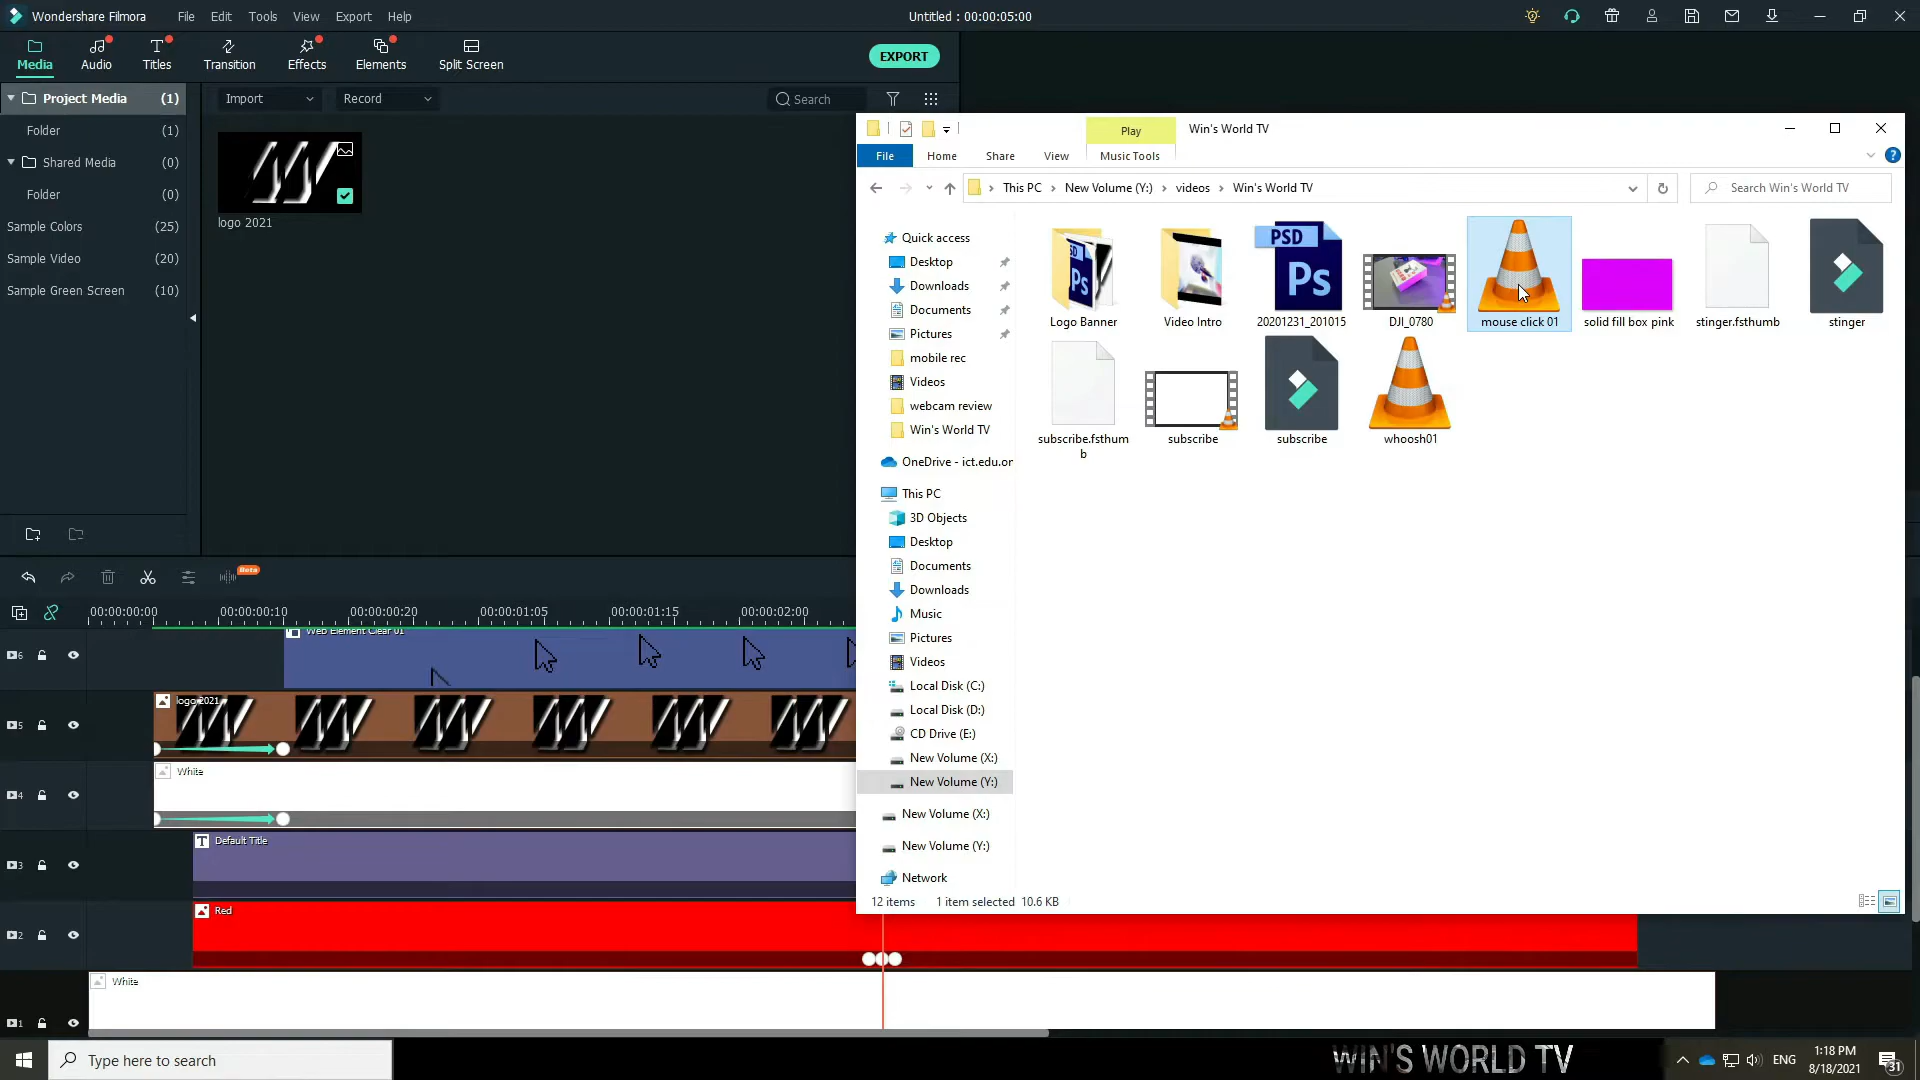 Wondershare Filmora
File
Edit
Tools
View
Export
Help
Untitled : 00:00:05:00
Media
Audio
Titles
Transition
Effects
Elements
Split Screen
EXPORT
Project Media (1)
Folder (1)
Shared Media (0)
Folder (0)
Sample Colors (25)
Sample Video (20)
Sample Green Screen (10)
Import
Record
Search
logo 2021
Play
Win's World TV
File
Home
Share
View
Music Tools
This PC
New Volume (Y:)
videos
Win's World TV
Search Win's World TV
Quick access
Desktop
Downloads
Documents
Pictures
mobile rec
Videos
webcam review
Win's World TV
OneDrive - ict.edu.or
This PC
3D Objects
Desktop
Documents
Downloads
Music
Pictures
Videos
Local Disk (C:)
Local Disk (D:)
CD Drive (E:)
New Volume (X:)
New Volume (Y:)
New Volume (X:)
New Volume (Y:)
Network
PSD
Ps
Logo Banner
Video Intro
20201231_201015
DJI_0780
mouse click 01
solid fill box pink
stinger.fsthumb
stinger
subscribe.fsthum
b
subscribe
subscribe
whoosh01
12 items
1 item selected 10.6 KB
Beta
00:00:00:00
00:00:00:10
00:00:00:20
00:00:01:05
00:00:01:15
00:00:02:00
6
Web Element Clear 01
5
logo 2021
4
White
3
Default Title
2
Red
1
White
Type here to search
WIN'S WORLD TV
ENG
1:18 PM
8/18/2021
31